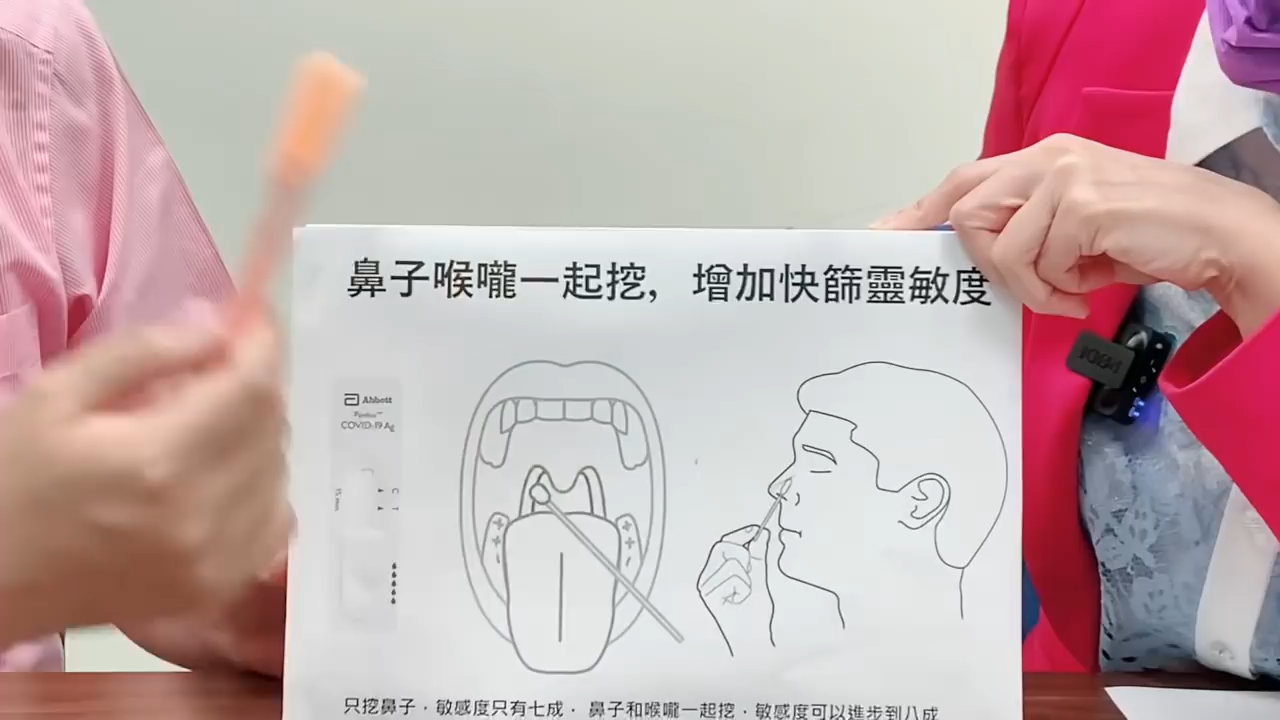 鼻子喉嚨一起挖，增加快篩靈敏度
Abbott
Panbio™
COVID-19 Ag
C T
只挖鼻子，敏感度只有七成， 鼻子和喉嚨一起挖，敏感度可以進步到八成